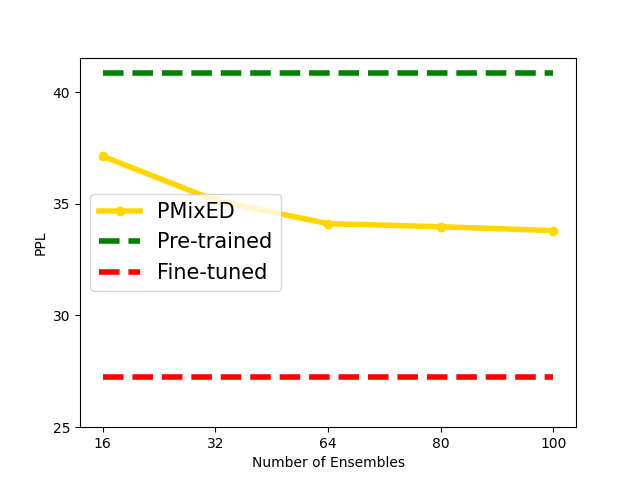 40
35
30
25
PPL
PMixED
Pre-trained
Fine-tuned
16 32 64 80 100
Number of Ensembles